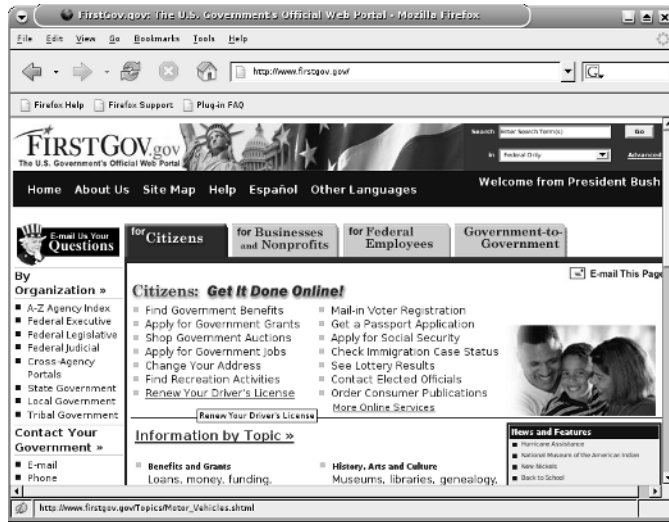 FirstGov.gov: The U.S. Government's Official Web Portal - Mozilla Firefox
File Edit View Go Bookmarks Tools Help
http://www.firstgov.gov/
G
Firefox Help Firefox Support Plug-in FAQ
FIRSTGOV.gov
The U.S. Government's Official Web Portal
Search Enter Search Term(s) Go
in Federal Only Advanced
Home About Us Site Map Help Español Other Languages
Welcome from President Bush
E-mail Us Your
Questions
for Citizens
for Businesses
and Nonprofits
for Federal
Employees
Government-to-
Government
E-mail This Page
By
Organization »
A-Z Agency Index
Federal Executive
Federal Legislative
Federal Judicial
Cross-Agency
Portals
State Government
Local Government
Tribal Government
Contact Your
Government »
E-mail
Phone
Citizens: Get It Done Online!
Find Government Benefits
Apply for Government Grants
Shop Government Auctions
Apply for Government Jobs
Change Your Address
Find Recreation Activities
Renew Your Driver's License
Mail-in Voter Registration
Get a Passport Application
Apply for Social Security
Check Immigration Case Status
See Lottery Results
Contact Elected Officials
Order Consumer Publications
More Online Services
Renew Your Driver's License
Information by Topic »
Benefits and Grants
Loans, money, funding,
History, Arts and Culture
Museums, libraries, genealogy,
News and Features
Hurricane Assistance
National Museum of the American Indian
New Nickels
Back to School
http://www.firstgov.gov/Topics/Motor_Vehicles.shtml